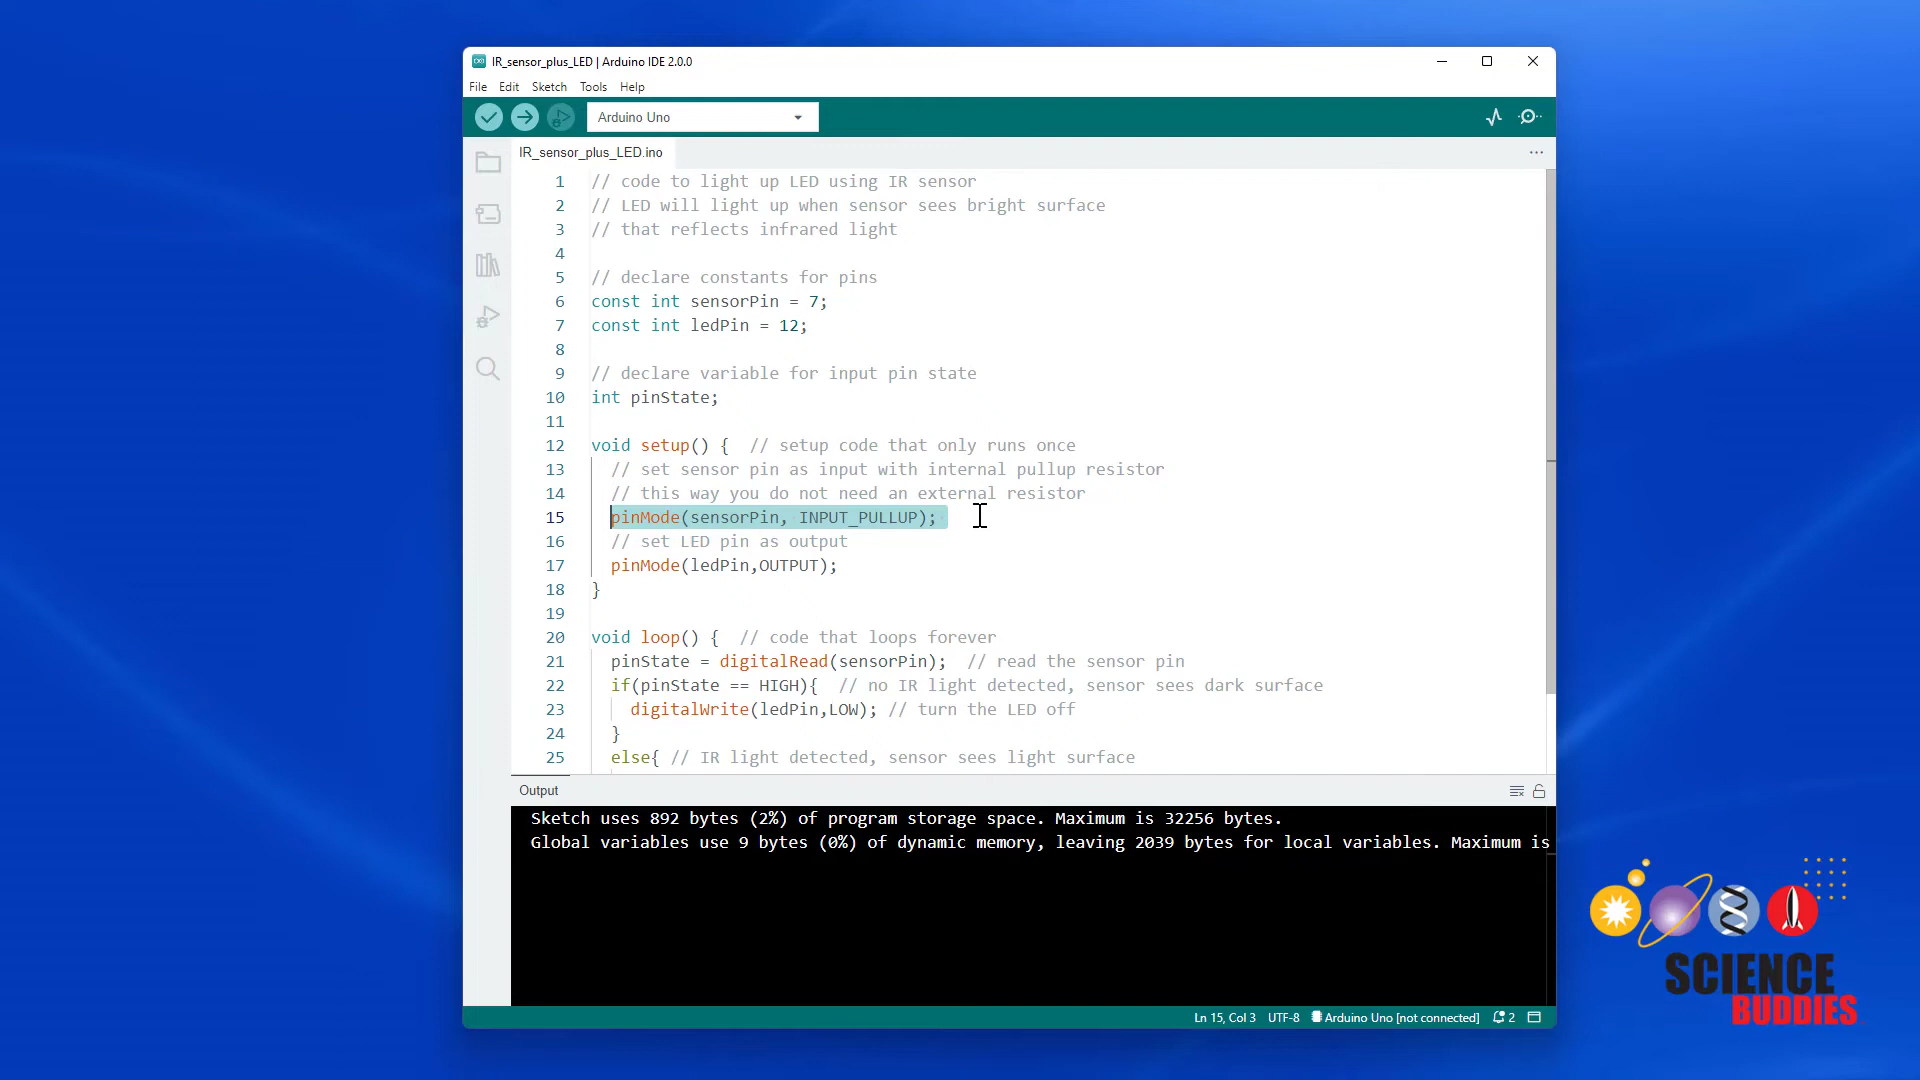 IR_sensor_plus_LED | Arduino IDE 2.0.0
File Edit Sketch Tools Help
Arduino Uno
IR_sensor_plus_LED.ino
1 // code to light up LED using IR sensor
2 // LED will light up when sensor sees bright surface
3 // that reflects infrared light
4
5 // declare constants for pins
6 const int sensorPin = 7;
7 const int ledPin = 12;
8
9 // declare variable for input pin state
10 int pinState;
11
12 void setup() { // setup code that only runs once
13 // set sensor pin as input with internal pullup resistor
14 // this way you do not need an external resistor
15 pinMode(sensorPin, INPUT_PULLUP);
16 // set LED pin as output
17 pinMode(ledPin,OUTPUT);
18 }
19
20 void loop() { // code that loops forever
21 pinState = digitalRead(sensorPin); // read the sensor pin
22 if(pinState == HIGH){ // no IR light detected, sensor sees dark surface
23 digitalWrite(ledPin,LOW); // turn the LED off
24 }
25 else{ // IR light detected, sensor sees light surface
Output
Sketch uses 892 bytes (2%) of program storage space. Maximum is 32256 bytes.
Global variables use 9 bytes (0%) of dynamic memory, leaving 2039 bytes for local variables. Maximum is
Ln 15, Col 3 UTF-8 Arduino Uno [not connected] 2
SCIENCE
BUDDIES